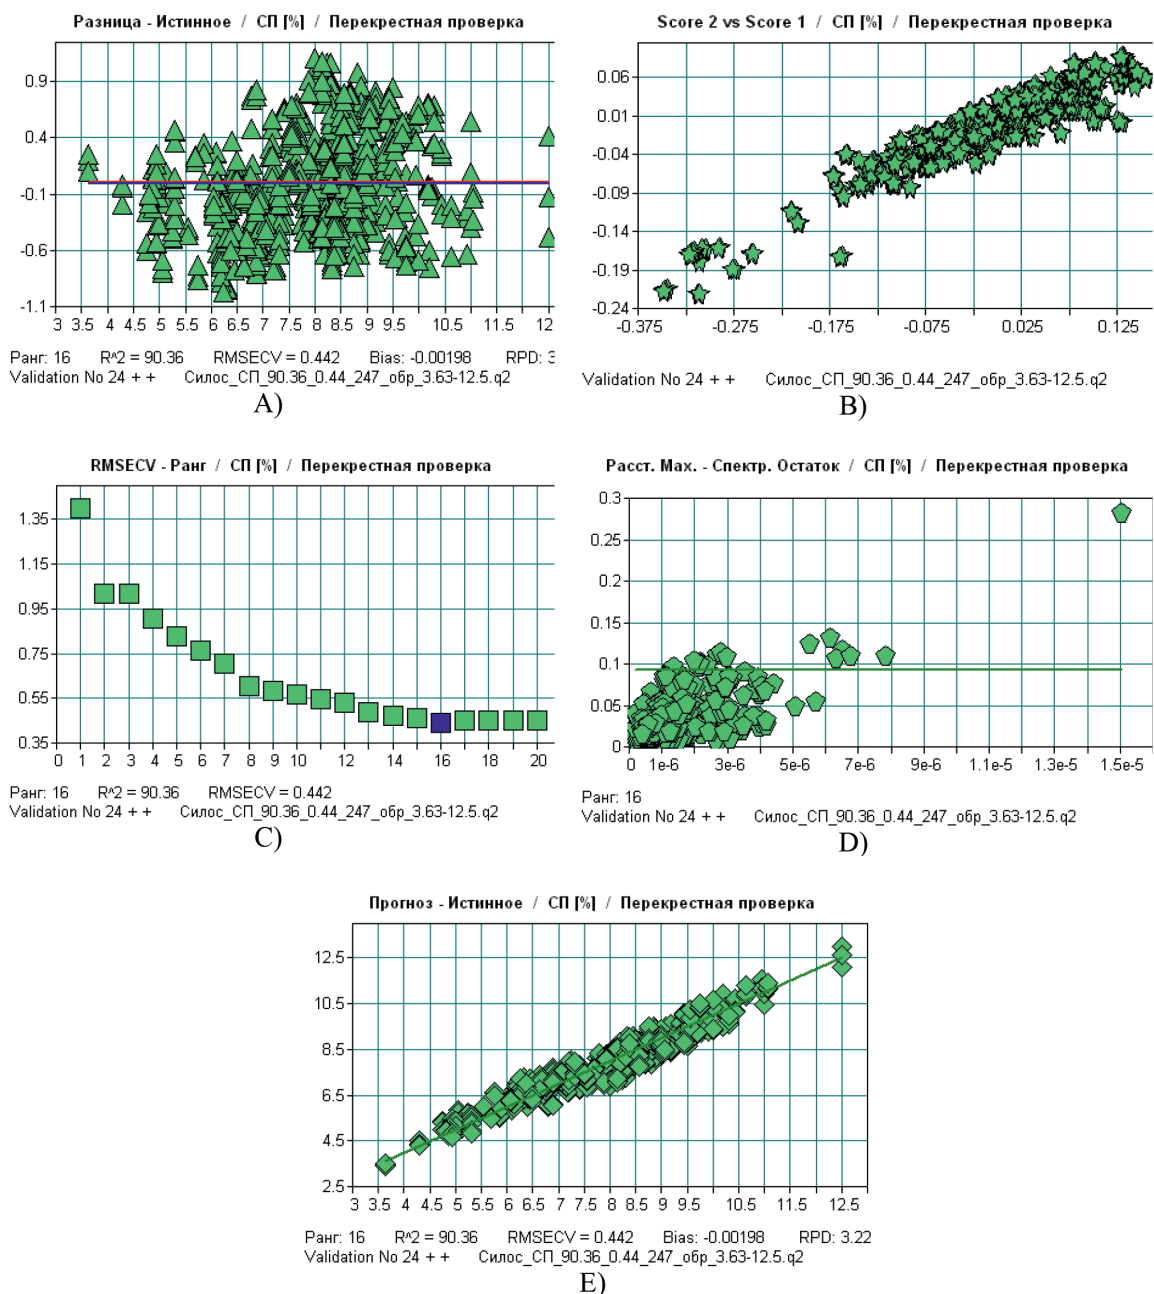 Разница - Истинное / СП [%] / Перекрестная проверка
0.9
0.4
-0.1
-0.6
-1.1
3 3.5 4 4.5 5 5.5 6 6.5 7 7.5 8 8.5 9 9.5 10.5 11.5 12
Ранг: 16 R^2 = 90.36 RMSECV = 0.442 Bias: -0.00198 RPD: 3
Validation No 24 + + Силос_СП_90.36_0.44_247_обр_3.63-12.5.q2
A)
Score 2 vs Score 1 / СП [%] / Перекрестная проверка
0.06
0.01
-0.04
-0.09
-0.14
-0.19
-0.24
-0.375 -0.275 -0.175 -0.075 0.025 0.125
Validation No 24 + + Силос_СП_90.36_0.44_247_обр_3.63-12.5.q2
B)
RMSECV - Ранг / СП [%] / Перекрестная проверка
1.35
1.15
0.95
0.75
0.55
0.35
0 1 2 3 4 5 6 7 8 9 10 12 14 16 18 20
Ранг: 16 R^2 = 90.36 RMSECV = 0.442
Validation No 24 + + Силос_СП_90.36_0.44_247_обр_3.63-12.5.q2
C)
Расст. Мах. - Спектр. Остаток / СП [%] / Перекрестная проверка
0.3
0.25
0.2
0.15
0.1
0.05
0
0 1e-6 3e-6 5e-6 7e-6 9e-6 1.1e-5 1.3e-5 1.5e-5
Ранг: 16
Validation No 24 + + Силос_СП_90.36_0.44_247_обр_3.63-12.5.q2
D)
Прогноз - Истинное / СП [%] / Перекрестная проверка
12.5
10.5
8.5
6.5
4.5
2.5
3 3.5 4 4.5 5 5.5 6 6.5 7 7.5 8 8.5 9 9.5 10.5 11.5 12.5
Ранг: 16 R^2 = 90.36 RMSECV = 0.442 Bias: -0.00198 RPD: 3.22
Validation No 24 + + Силос_СП_90.36_0.44_247_обр_3.63-12.5.q2
E)